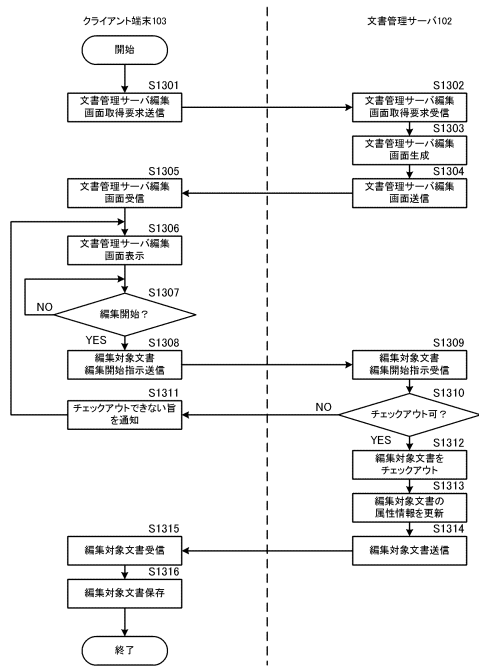 クライアント端末103
文書管理サーバ102
開始
S1301
文書管理サーバ編集
画面取得要求送信
S1302
文書管理サーバ編集
画面取得要求受信
S1303
文書管理サーバ編集
画面生成
S1304
文書管理サーバ編集
画面送信
S1305
文書管理サーバ編集
画面受信
S1306
文書管理サーバ編集
画面表示
S1307
編集開始？
NO
YES
S1308
編集対象文書
編集開始指示送信
S1309
編集対象文書
編集開始指示受信
S1310
チェックアウト可？
NO
YES
S1311
チェックアウトできない旨
を通知
S1312
編集対象文書を
チェックアウト
S1313
編集対象文書の
属性情報を更新
S1314
編集対象文書送信
S1315
編集対象文書受信
S1316
編集対象文書保存
終了